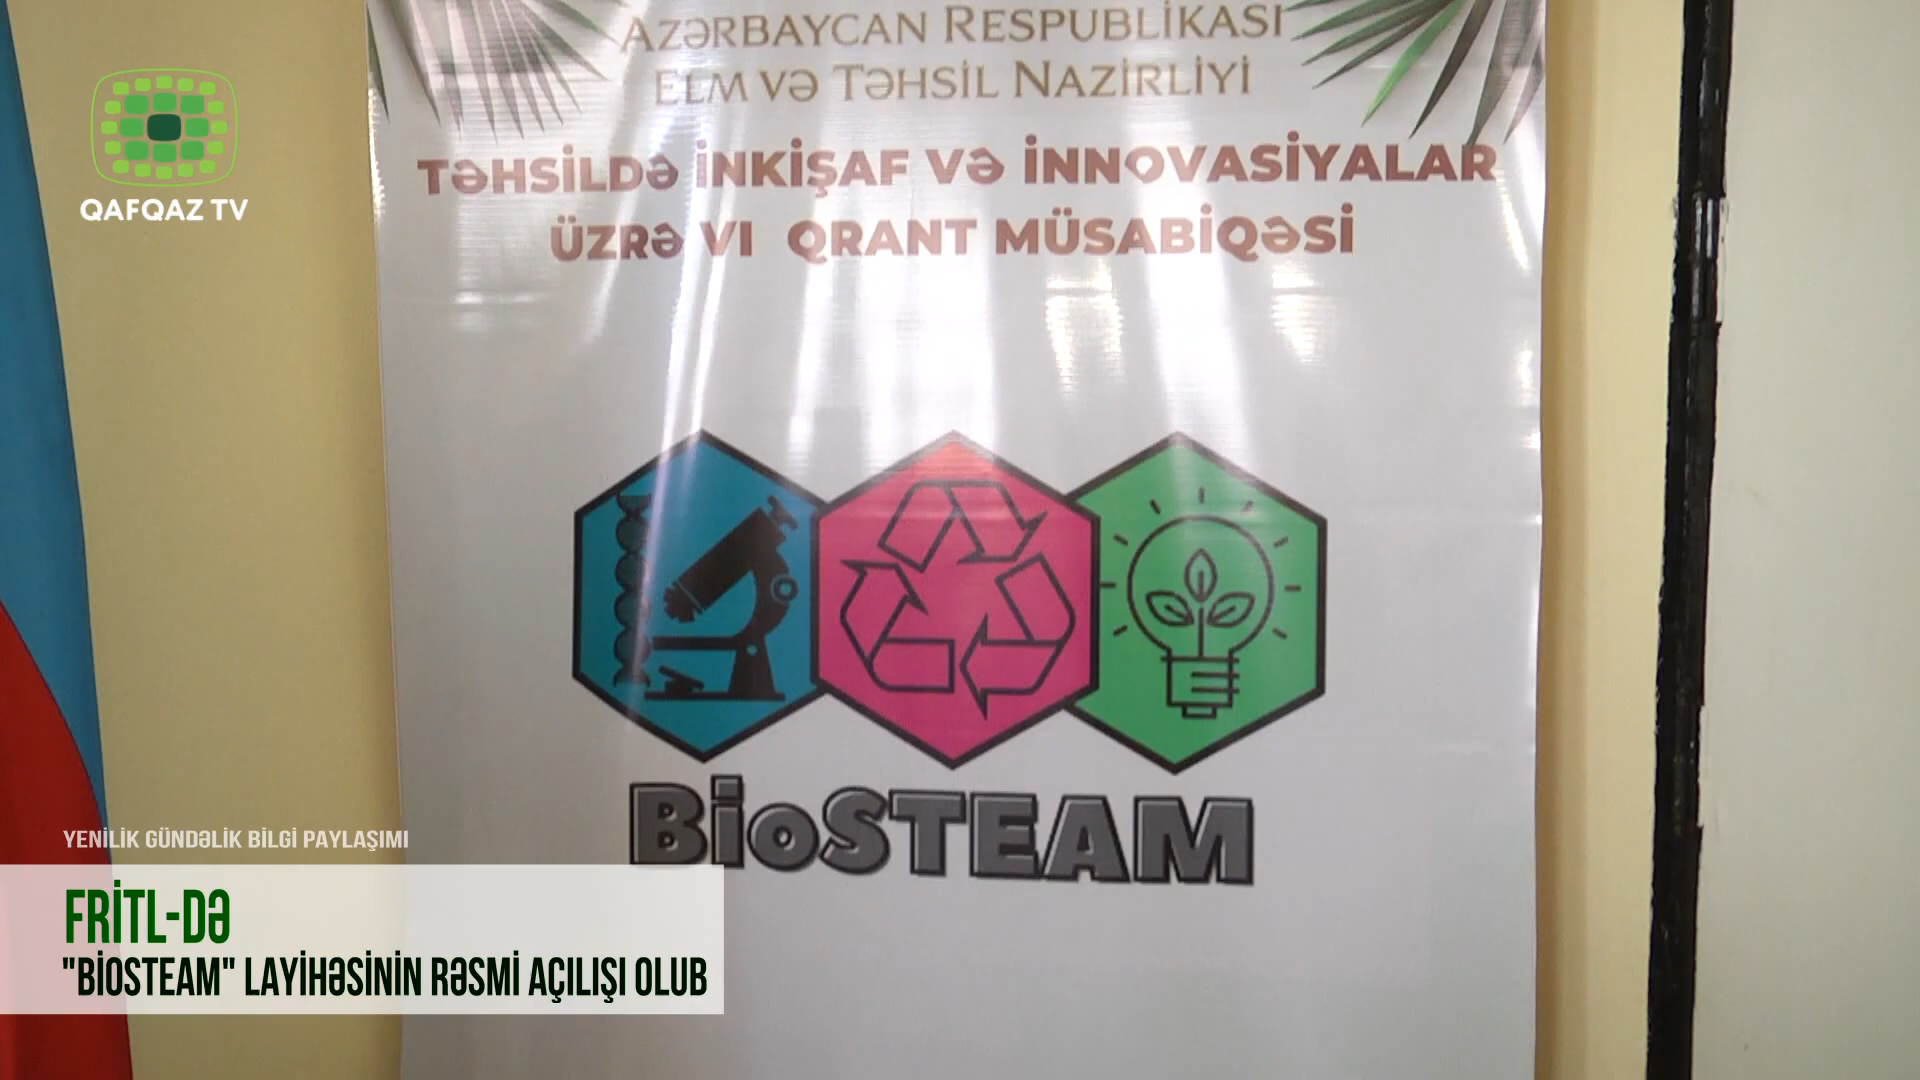 AZƏRBAYCAN RESPUBLİKASI
ELM VƏ TƏHSİL NAZİRLİYİ
QAFQAZ TV
TƏHSİLDƏ İNKİŞAF VƏ İNNOVASİYALAR
ÜZRƏ VI QRANT MÜSABİQƏSİ
BioSTEAM
YENİLİK GÜNDƏLİK BİLGİ PAYLAŞIMI
FRİTL-DƏ
"BİOSTEAM" LAYİHƏSİNİN RƏSMİ AÇILIŞI OLUB